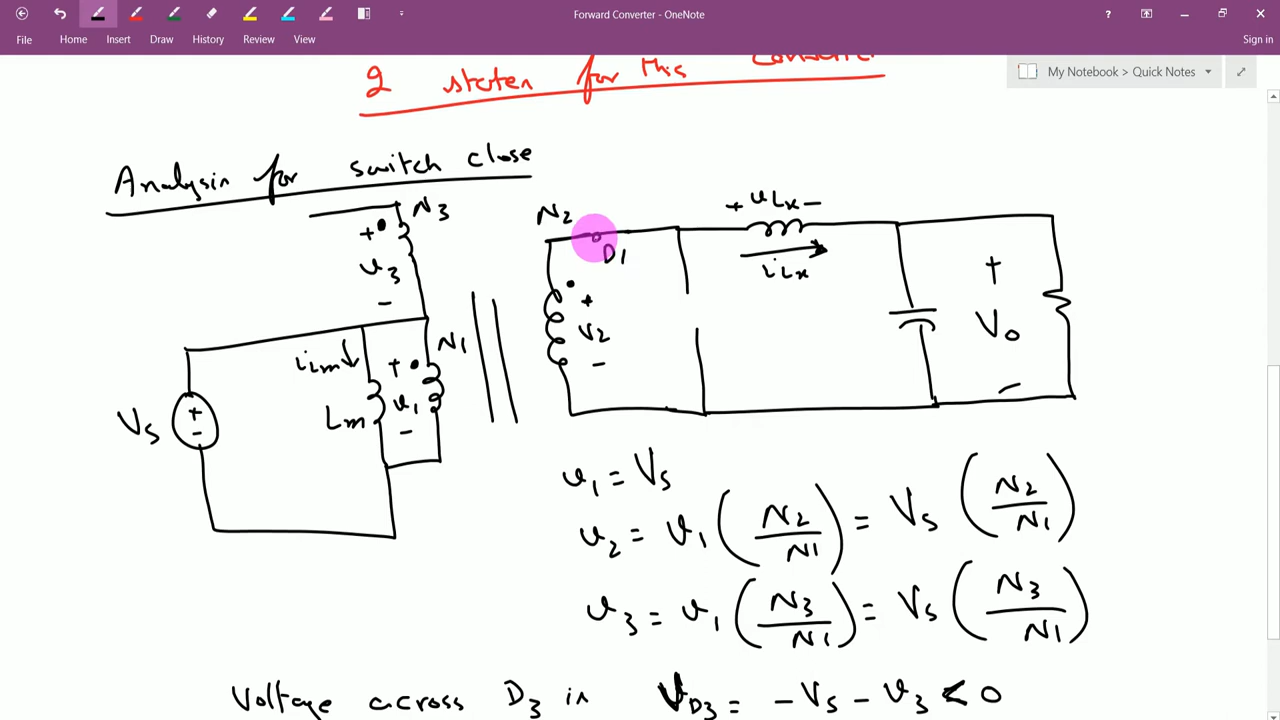 Forward Converter - OneNote
File Home Insert Draw History Review View
Sign in
My Notebook > Quick Notes
2 states for this converter
Analysis for switch close
N3
+
v3
-
N2
D1
+ vLx -
iLx
+
v2
-
+
Vo
-
iLm
N1
+
v1
-
Lm
Vs
+
-
v1 = Vs
v2 = v1 (N2/N1) = Vs (N2/N1)
v3 = v1 (N3/N1) = Vs (N3/N1)
Voltage across D3 is VD3 = -Vs - v3 < 0